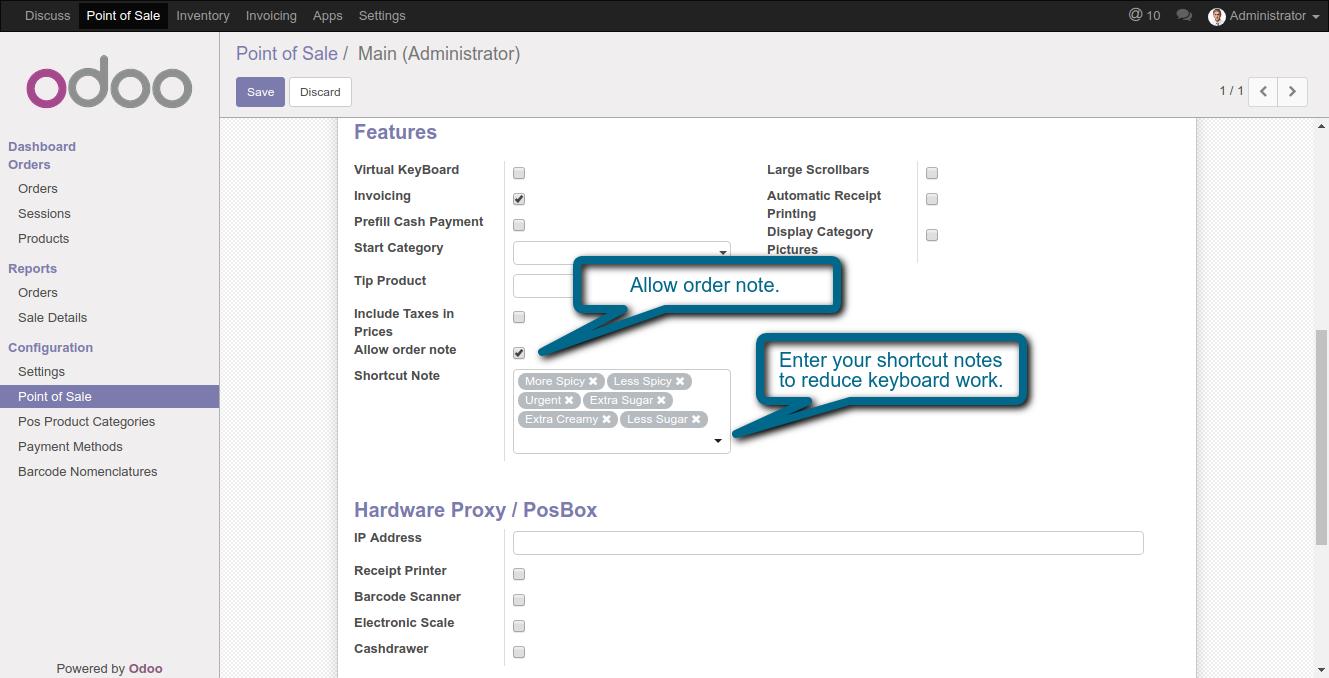 Discuss Point of Sale Inventory Invoicing Apps Settings @ 10 Administrator
odoo
Dashboard
Orders
Orders
Sessions
Products
Reports
Orders
Sale Details
Configuration
Settings
Point of Sale
Pos Product Categories
Payment Methods
Barcode Nomenclatures
Powered by Odoo
Point of Sale / Main (Administrator)
Save Discard 1 / 1
Features
Virtual KeyBoard
Invoicing
Prefill Cash Payment
Start Category
Tip Product
Include Taxes in
Prices
Allow order note
Shortcut Note
More Spicy ✖ Less Spicy ✖
Urgent ✖ Extra Sugar ✖
Extra Creamy ✖ Less Sugar ✖
Large Scrollbars
Automatic Receipt
Printing
Display Category
Pictures
Allow order note.
Enter your shortcut notes
to reduce keyboard work.
Hardware Proxy / PosBox
IP Address
Receipt Printer
Barcode Scanner
Electronic Scale
Cashdrawer